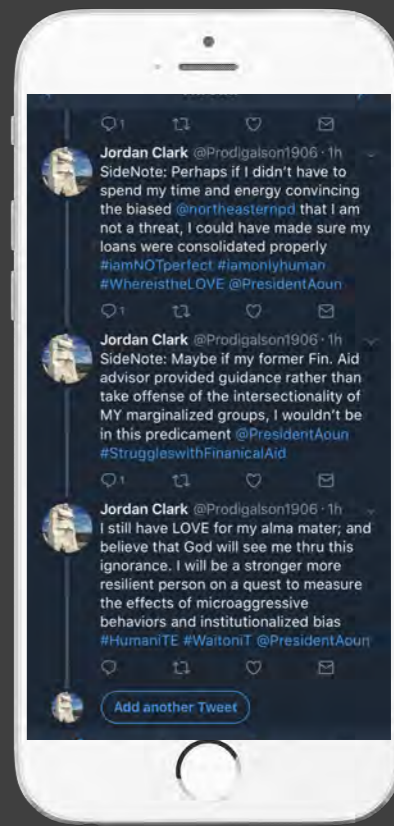 1
Jordan Clark @Prodigalson1906 · 1h
SideNote: Perhaps if I didn't have to
spend my time and energy convincing
the biased @northeasternpd that I am
not a threat, I could have made sure my
loans were consolidated properly
#iamNOTperfect #iamonlyhuman
#WhereistheLOVE @PresidentAoun
1
Jordan Clark @Prodigalson1906 · 1h
SideNote: Maybe if my former Fin. Aid
advisor provided guidance rather than
take offense of the intersectionality of
MY marginalized groups, I wouldn't be
in this predicament @PresidentAoun
#StruggleswithFinanicalAid
1
Jordan Clark @Prodigalson1906 · 1h
I still have LOVE for my alma mater; and
believe that God will see me thru this
ignorance. I will be a stronger more
resilient person on a quest to measure
the effects of microaggressive
behaviors and institutionalized bias
#HumaniTE #WaitoniT @PresidentAoun
Add another Tweet